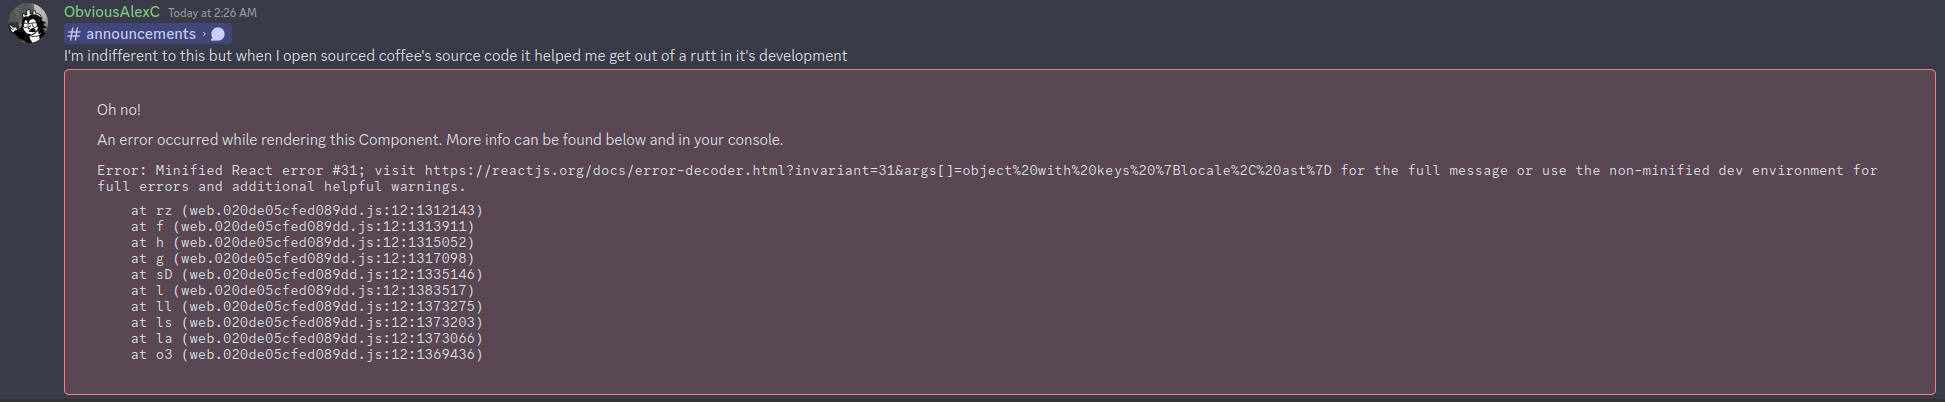 ObviousAlexC Today at 2:26 AM
# announcements ›
I'm indifferent to this but when I open sourced coffee's source code it helped me get out of a rutt in it's development
Oh no!
An error occurred while rendering this Component. More info can be found below and in your console.
Error: Minified React error #31; visit https://reactjs.org/docs/error-decoder.html?invariant=31&args[]=object%20with%20keys%20%7Blocale%2C%20ast%7D for the full message or use the non-minified dev environment for
full errors and additional helpful warnings.
at rz (web.020de05cfed089dd.js:12:1312143)
at f (web.020de05cfed089dd.js:12:1313911)
at h (web.020de05cfed089dd.js:12:1315052)
at g (web.020de05cfed089dd.js:12:1317098)
at sD (web.020de05cfed089dd.js:12:1335146)
at l (web.020de05cfed089dd.js:12:1383517)
at ll (web.020de05cfed089dd.js:12:1373275)
at ls (web.020de05cfed089dd.js:12:1373203)
at la (web.020de05cfed089dd.js:12:1373066)
at o3 (web.020de05cfed089dd.js:12:1369436)